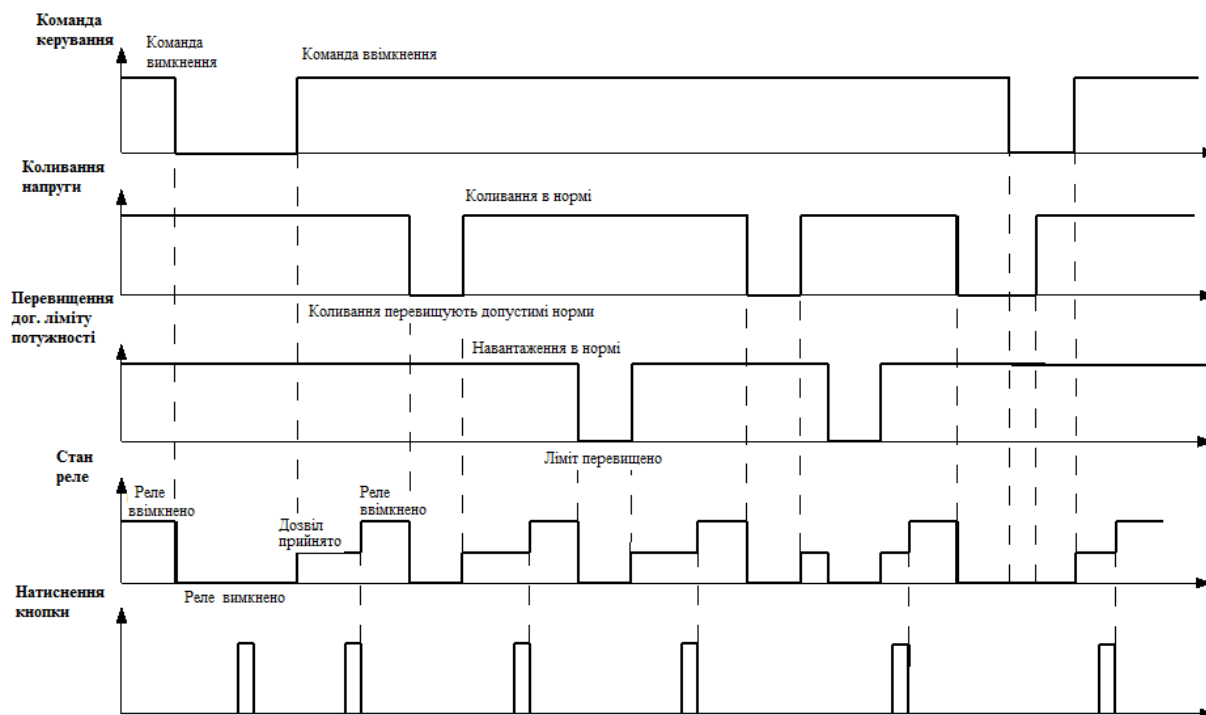 Команда
керування
Команда
вимкнення
Команда ввімкнення
Коливання
напруги
Коливання в нормі
Перевищення
дог. ліміту
потужності
Коливання перевищують допустимі норми
Навантаження в нормі
Стан
реле
Ліміт перевищено
Реле
ввімкнено
Дозвіл
прийнято
Реле
ввімкнено
Натиснення
кнопки
Реле вимкнено